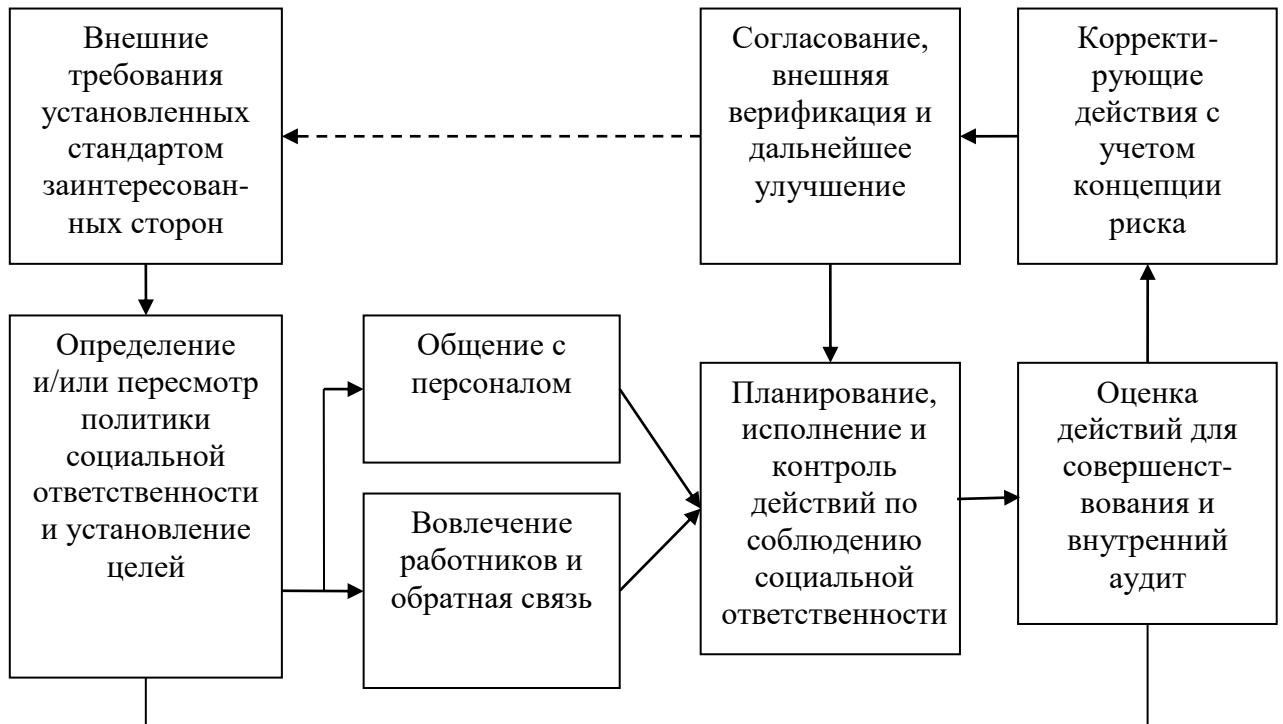 Внешние
требования
установленных
стандартом
заинтересован-
ных сторон
Согласование,
внешняя
верификация и
дальнейшее
улучшение
Корректи-
рующие
действия с
учетом
концепции
риска
Определение
и/или пересмотр
политики
социальной
ответственности
и установление
целей
Общение с
персоналом
Вовлечение
работников и
обратная связь
Планирование,
исполнение и
контроль
действий по
соблюдению
социальной
ответственности
Оценка
действий для
совершенст-
вования и
внутренний
аудит